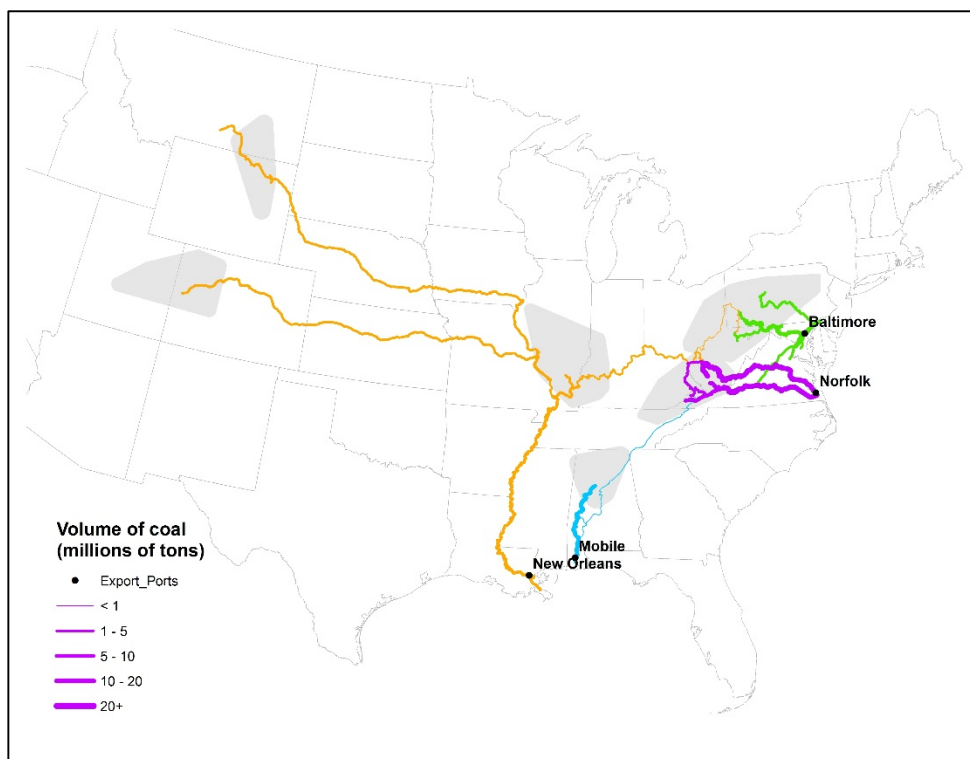 Baltimore
Norfolk
Mobile
New Orleans
Volume of coal
(millions of tons)
Export_Ports
< 1
1 - 5
5 - 10
10 - 20
20+